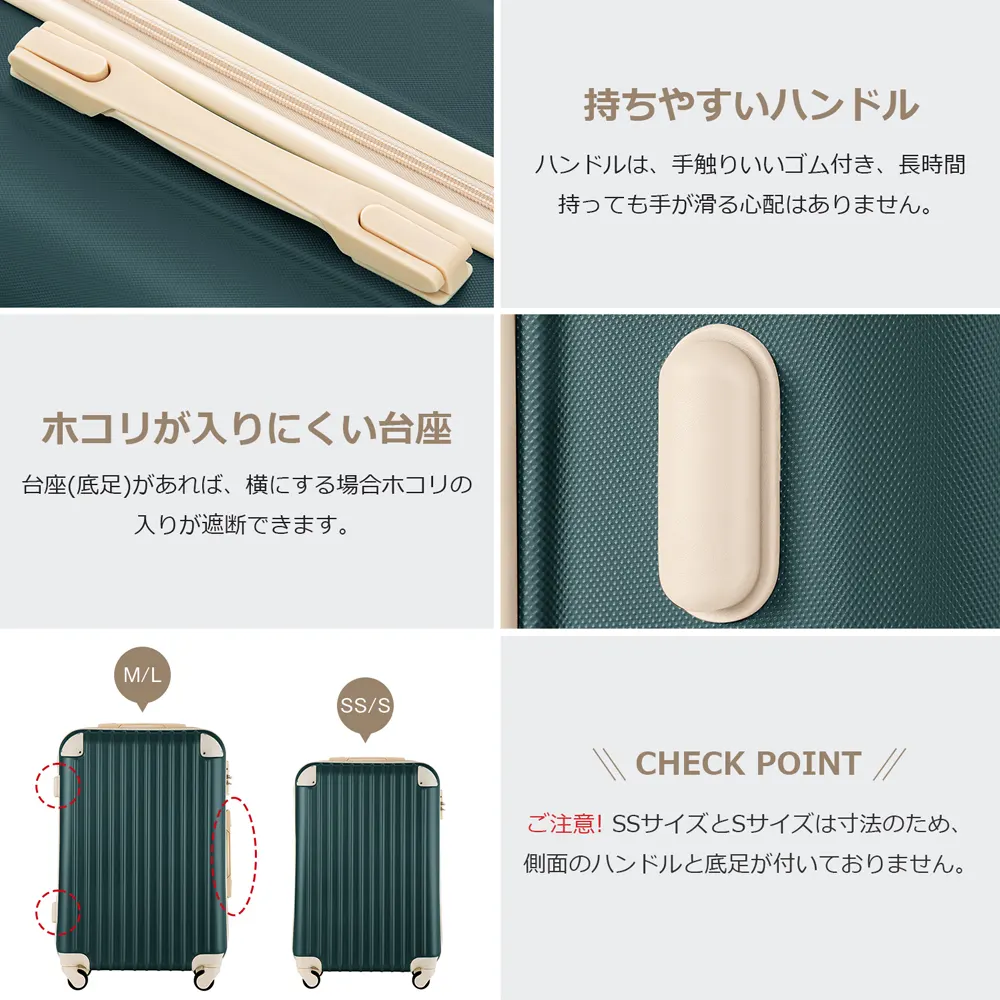 持ちやすいハンドル
ハンドルは、手触りいいゴム付き、長時間
持っても手が滑る心配はありません。
ホコリが入りにくい台座
台座(底足)があれば、横にする場合ホコリの
入りが遮断できます。
M/L
SS/S
CHECK POINT
ご注意! SSサイズとSサイズは寸法のため、
側面のハンドルと底足が付いておりません。